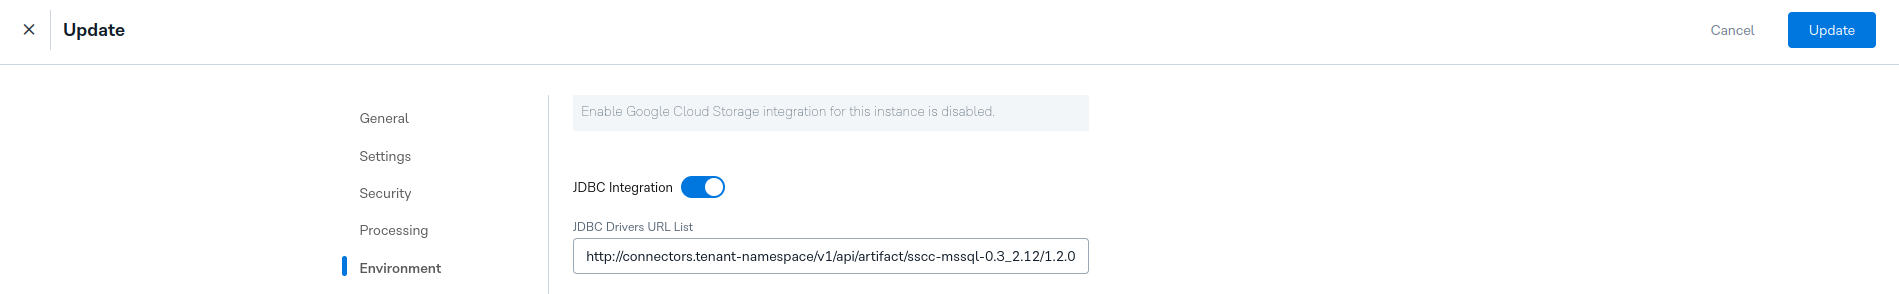 Update
Cancel
Update
General
Settings
Security
Processing
Environment
Enable Google Cloud Storage integration for this instance is disabled.
JDBC Integration
JDBC Drivers URL List
http://connectors.tenant-namespace/v1/api/artifact/sscc-mssql-0.3_2.12/1.2.0